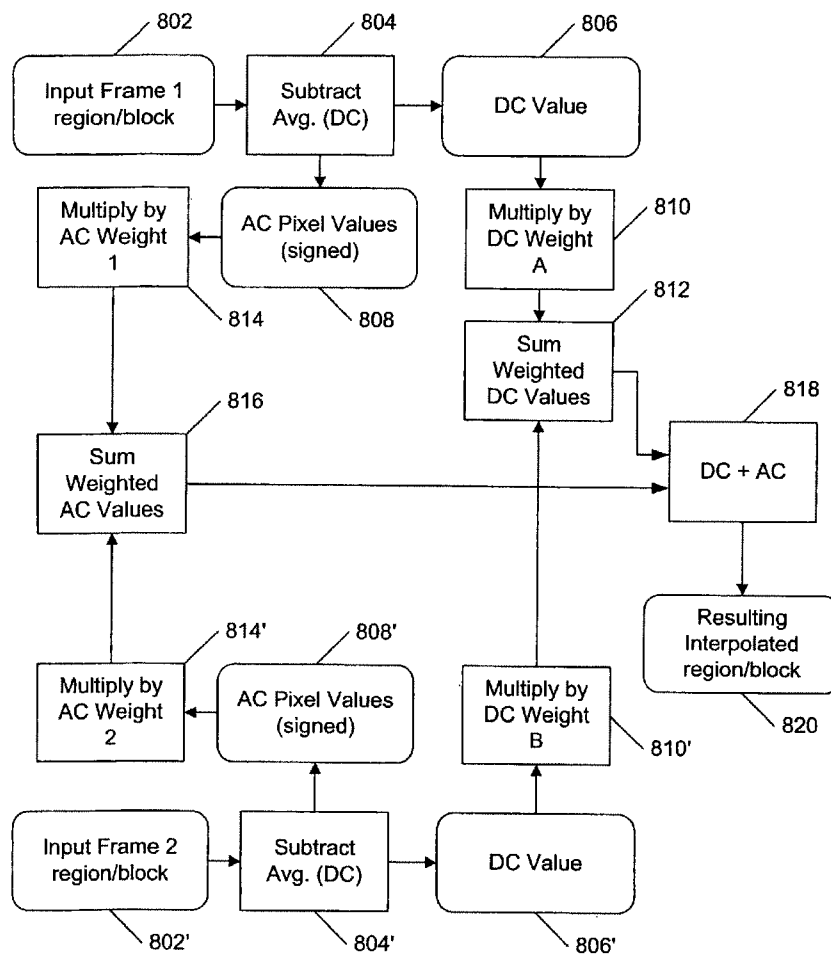 802
804
806
Input Frame 1
region/block
Subtract
Avg. (DC)
DC Value
Multiply by
AC Weight
1
AC Pixel Values
(signed)
Multiply by
DC Weight
A
810
814
808
812
Sum
Weighted
DC Values
816
818
Sum
Weighted
AC Values
DC + AC
814'
808'
Resulting
Interpolated
region/block
Multiply by
AC Weight
2
AC Pixel Values
(signed)
Multiply by
DC Weight
B
820
810'
Input Frame 2
region/block
Subtract
Avg. (DC)
DC Value
802'
804'
806'